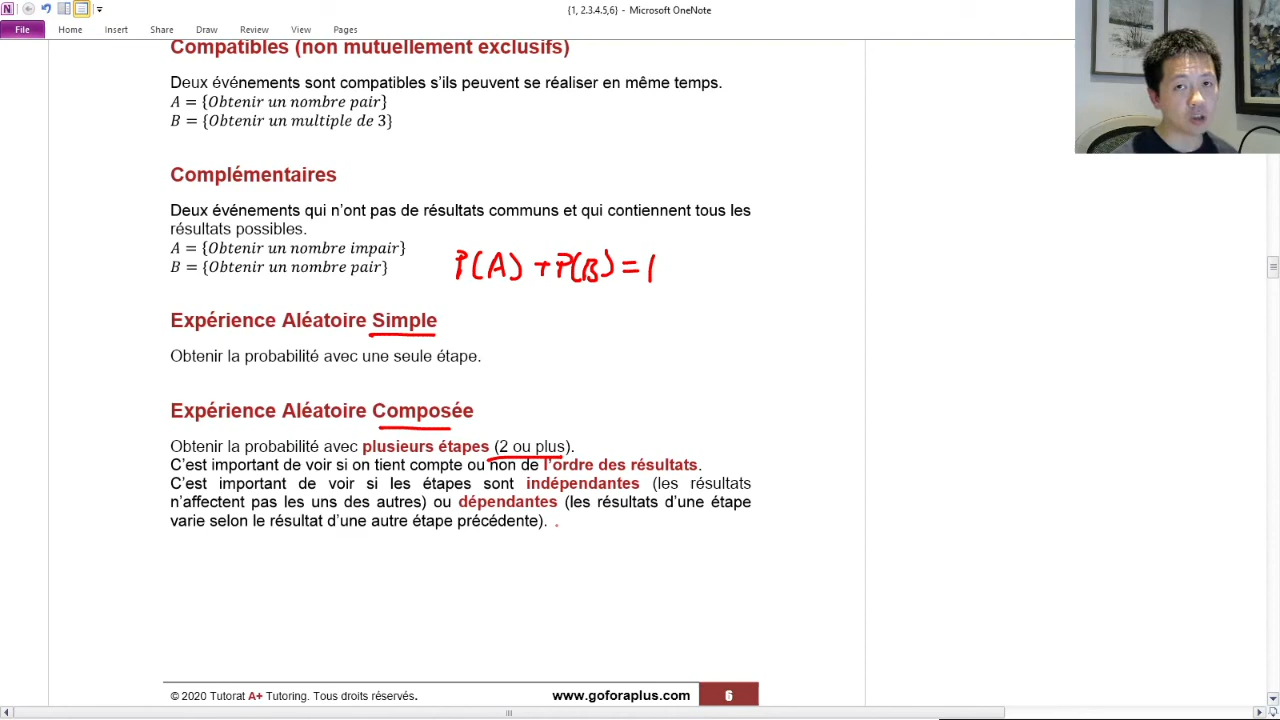 {1, 2.3.4.5,6} - Microsoft OneNote
File Home Insert Share Draw Review View Pages
Compatibles (non mutuellement exclusifs)
Deux événements sont compatibles s’ils peuvent se réaliser en même temps.
A = {Obtenir un nombre pair}
B = {Obtenir un multiple de 3}
Complémentaires
Deux événements qui n’ont pas de résultats communs et qui contiennent tous les
résultats possibles.
A = {Obtenir un nombre impair}
B = {Obtenir un nombre pair}
P(A) + P(B) = 1
Expérience Aléatoire Simple
Obtenir la probabilité avec une seule étape.
Expérience Aléatoire Composée
Obtenir la probabilité avec plusieurs étapes (2 ou plus).
C’est important de voir si on tient compte ou non de l’ordre des résultats.
C’est important de voir si les étapes sont indépendantes (les résultats
n’affectent pas les uns des autres) ou dépendantes (les résultats d’une étape
varie selon le résultat d’une autre étape précédente).
© 2020 Tutorat A+ Tutoring. Tous droits réservés. www.goforaplus.com 6